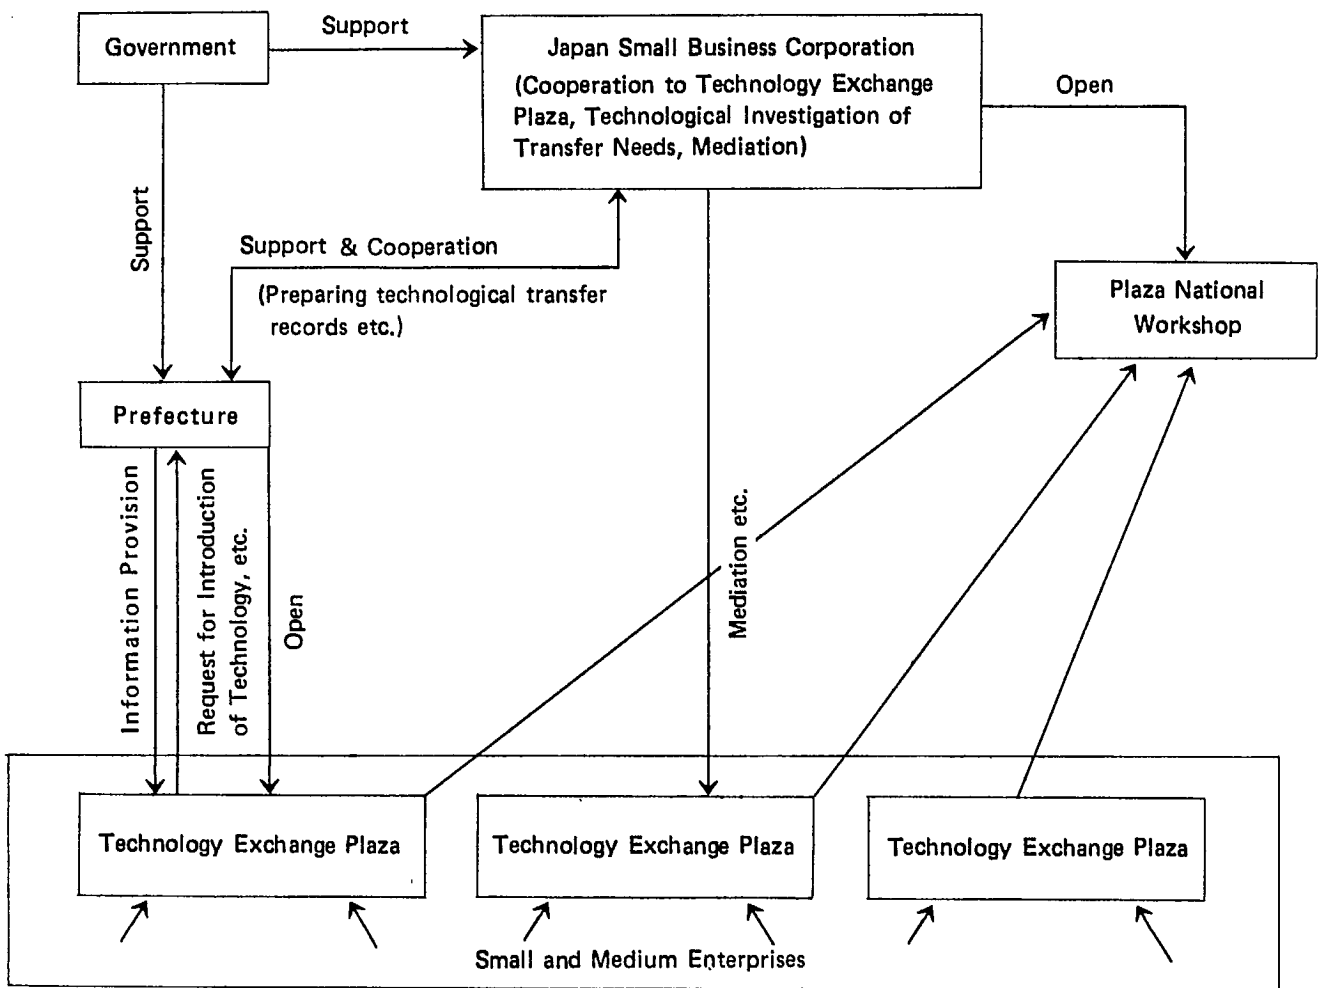 Government
Support
Japan Small Business Corporation
(Cooperation to Technology Exchange
Plaza, Technological Investigation of
Transfer Needs, Mediation)
Open
Support
Support & Cooperation
(Preparing technological transfer
records etc.)
Plaza National
Workshop
Prefecture
Information Provision
Request for Introduction
of Technology, etc.
Open
Mediation etc.
Technology Exchange Plaza
Technology Exchange Plaza
Technology Exchange Plaza
Small and Medium Enterprises